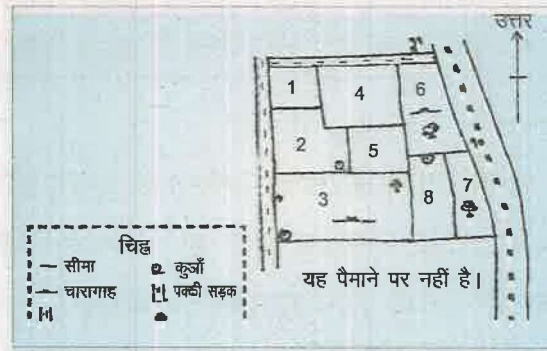 उत्तर
1
4
6
2
5
7
3
8
चिह्न
सीमा
कुआँ
चारागाह
पक्की सड़क
यह पैमाने पर नहीं है।